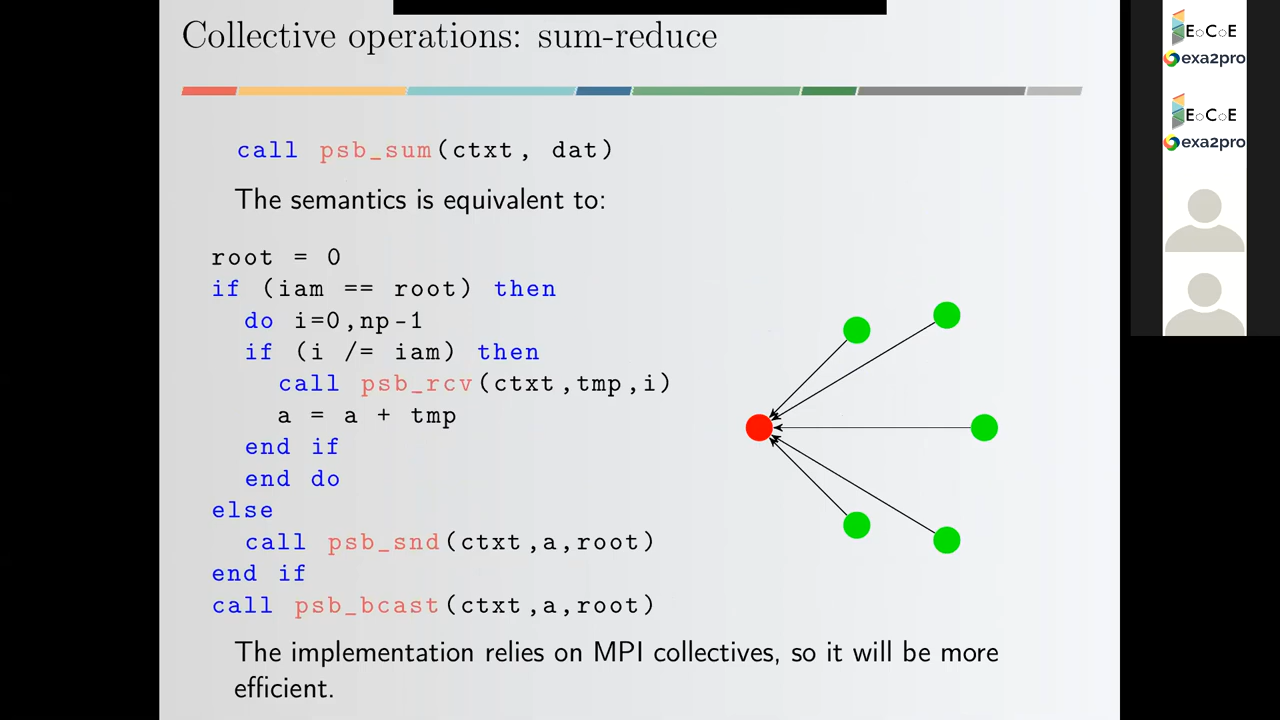 Collective operations: sum-reduce
call psb_sum(ctxt, dat)
The semantics is equivalent to:
root = 0
if (iam == root) then
do i=0,np-1
if (i /= iam) then
call psb_rcv(ctxt,tmp,i)
a = a + tmp
end if
end do
else
call psb_snd(ctxt,a,root)
end if
call psb_bcast(ctxt,a,root)
The implementation relies on MPI collectives, so it will be more
efficient.
EoCoE
exa2pro
EoCoE
exa2pro